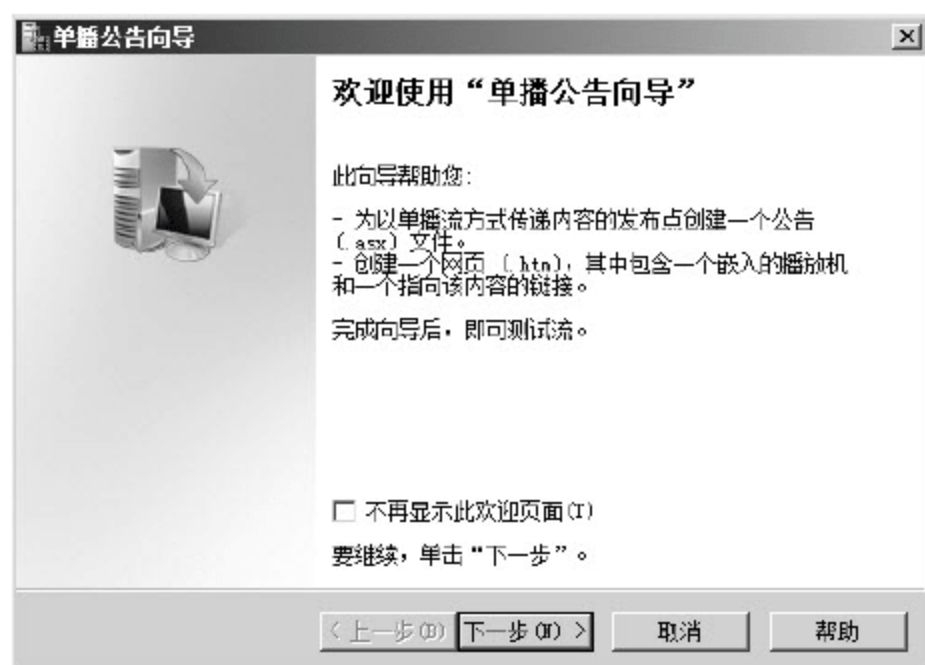 单播公告向导
欢迎使用“单播公告向导”
此向导帮助您:
- 为以单播流方式传递内容的发布点创建一个公告
(.asx) 文件。
- 创建一个网页 (.htm),其中包含一个嵌入的播放机
和一个指向该内容的链接。
完成向导后,即可测试流。
不再显示此欢迎页面(T)
要继续,单击“下一步”。
< 上一步(B) 下一步(N) > 取消 帮助